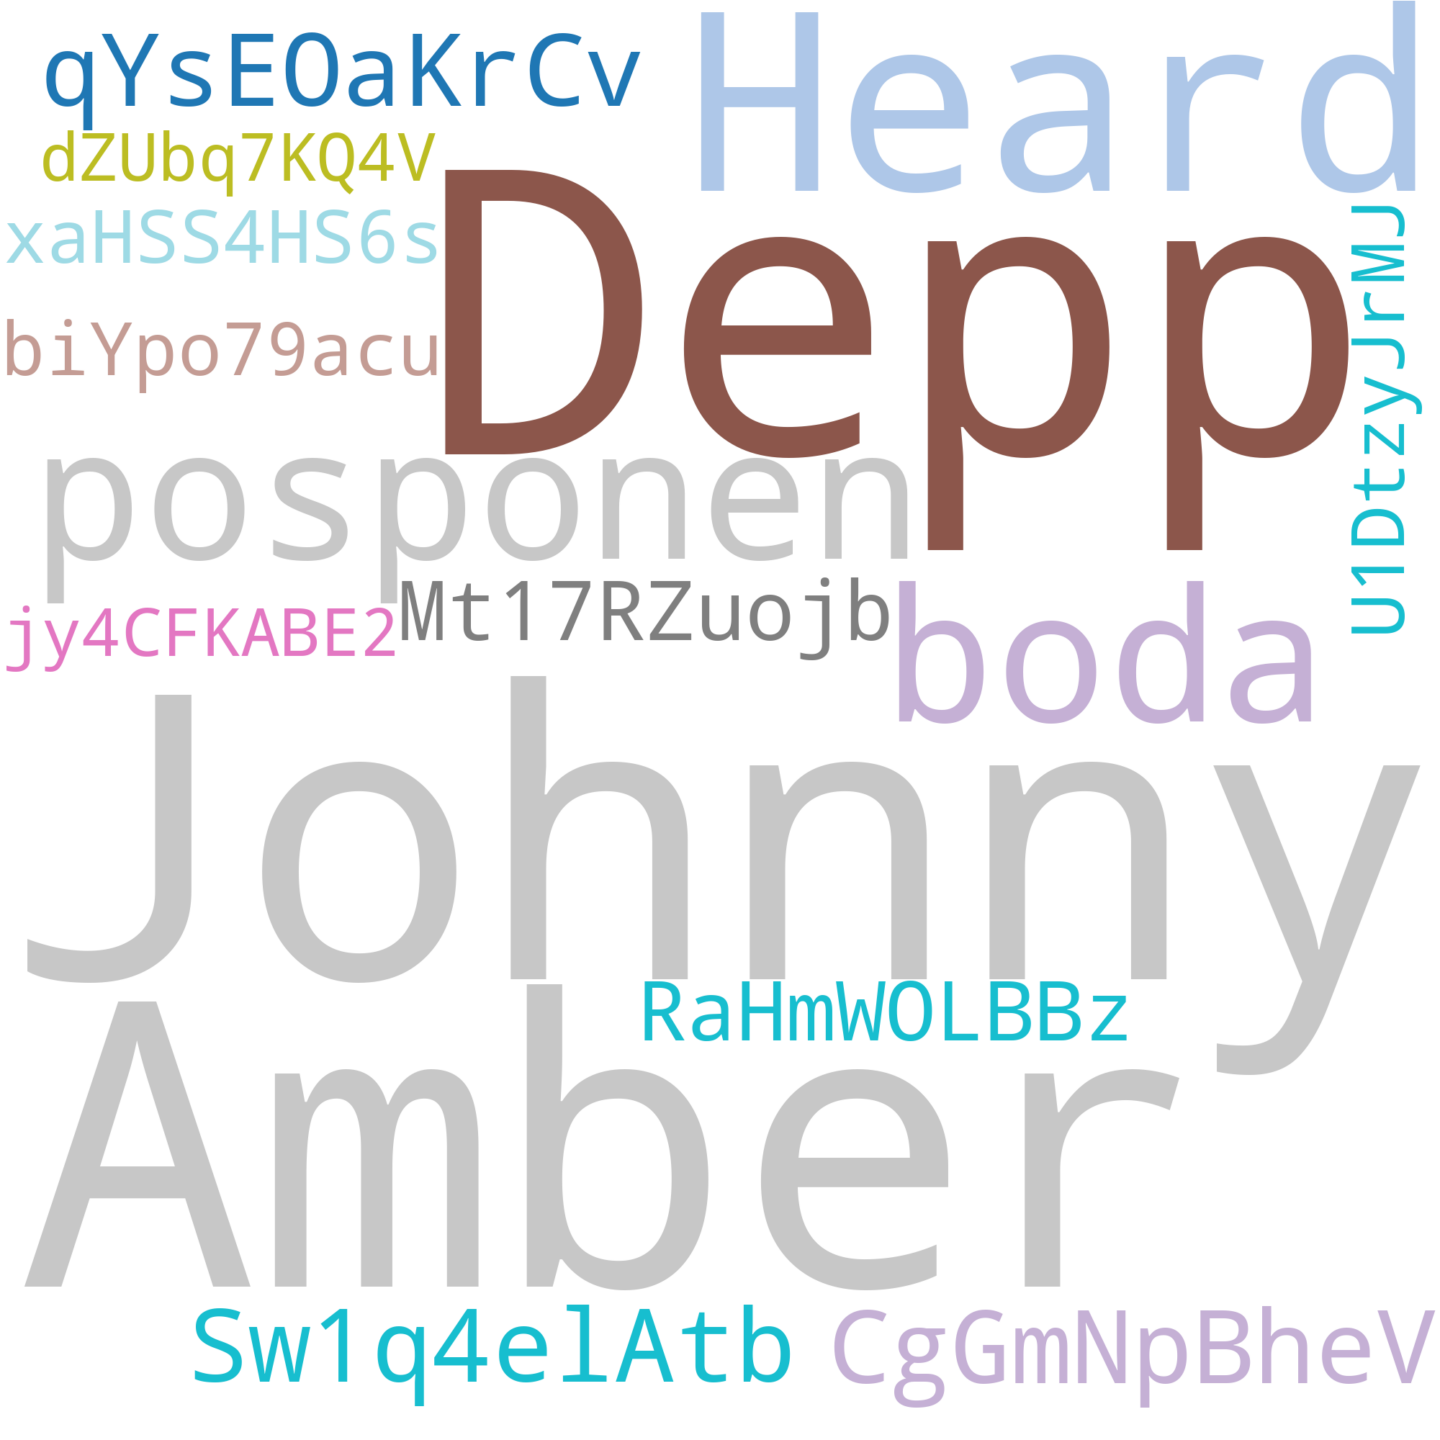 qYsEOaKrCv
Heard
dZUbq7KQ4V
Depp
xaHSS4HS6s
U1DtzyJrMJ
biYpo79acu
posponen
Mt17RZuojb
boda
jy4CFKABE2
Johnny
RaHmWOLBBz
Amber
Sw1q4elAtb
CgGmNpBheV